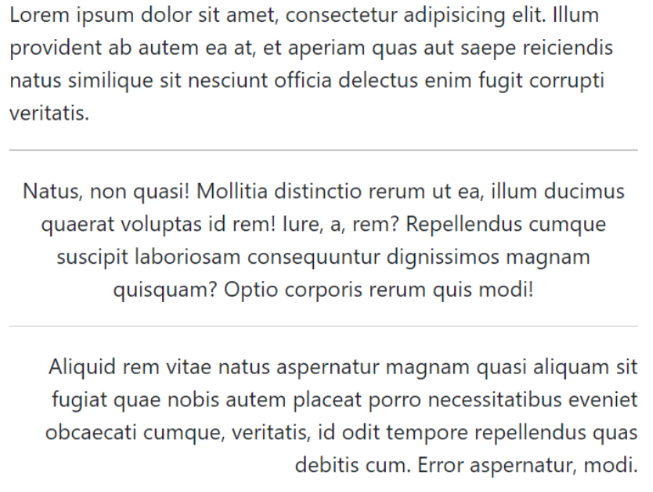 Lorem ipsum dolor sit amet, consectetur adipisicing elit. Illum
provident ab autem ea at, et aperiam quas aut saepe reiciendis
natus similique sit nesciunt officia delectus enim fugit corrupti
veritatis.
Natus, non quasi! Mollitia distinctio rerum ut ea, illum ducimus
quaerat voluptas id rem! Iure, a, rem? Repellendus cumque
suscipit laboriosam consequuntur dignissimos magnam
quisquam? Optio corporis rerum quis modi!
Aliquid rem vitae natus aspernatur magnam quasi aliquam sit
fugiat quae nobis autem placeat porro necessitatibus eveniet
obcaecati cumque, veritatis, id odit tempore repellendus quas
debitis cum. Error aspernatur, modi.